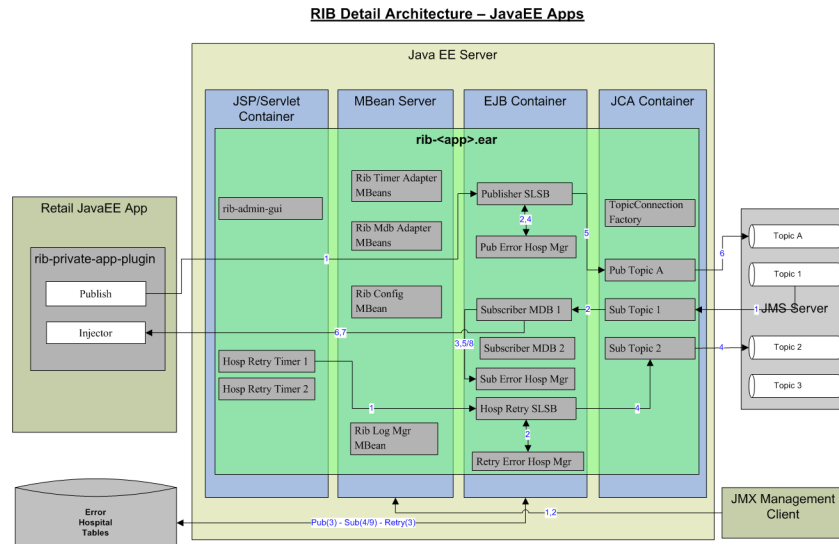 RIB Detail Architecture – JavaEE Apps
Java EE Server
JSP/Servlet
Container
MBean Server
EJB Container
JCA Container
rib-<app>.ear
Rib Timer Adapter
MBeans
Publisher SLSB
rib-admin-gui
TopicConnection
Factory
2,4
Rib Mdb Adapter
MBeans
Pub Error Hosp Mgr
5
6
1
Pub Topic A
Retail JavaEE App
rib-private-app-plugin
Publish
Injector
Rib Config
MBean
Subscriber MDB 1
2
Sub Topic 1
1
6,7
3,5/8
Subscriber MDB 2
Sub Topic 2
4
Topic A
Topic 1
JMS Server
Topic 2
Topic 3
Hosp Retry Timer 1
Sub Error Hosp Mgr
Hosp Retry Timer 2
1
Hosp Retry SLSB
4
Rib Log Mgr
MBean
2
Retry Error Hosp Mgr
Error
Hospital
Tables
Pub(3) - Sub(4/9) - Retry(3)
1,2
JMX Management
Client